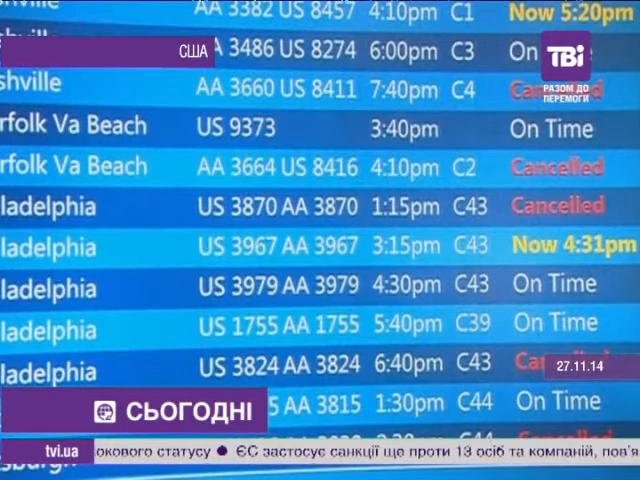 shville AA 3382 US 8457 4:10pm C1 Now 5:20pm
США
3486 US 8274 6:00pm C3 On
ТВі
shville AA 3660 US 8411 7:40pm C4 Cancelled
РАЗОМ ДО
ПЕРЕМОГИ
rfolk Va Beach US 9373 3:40pm On Time
rfolk Va Beach AA 3664 US 8416 4:10pm C2 Cancelled
ladelphia US 3870 AA 3870 1:15pm C43 Cancelled
ladelphia US 3967 AA 3967 3:15pm C43 Now 4:31pm
ladelphia US 3979 AA 3979 4:30pm C43 On Time
ladelphia US 1755 AA 1755 5:40pm C39 On Time
ladelphia US 3824 AA 3824 6:40pm C43
27.11.14
5 AA 3815 1:30pm C44 On Time
СЬОГОДНІ
tvi.ua окового статусу ● ЄС застосує санкції ще проти 13 осіб та компаній, пов'я